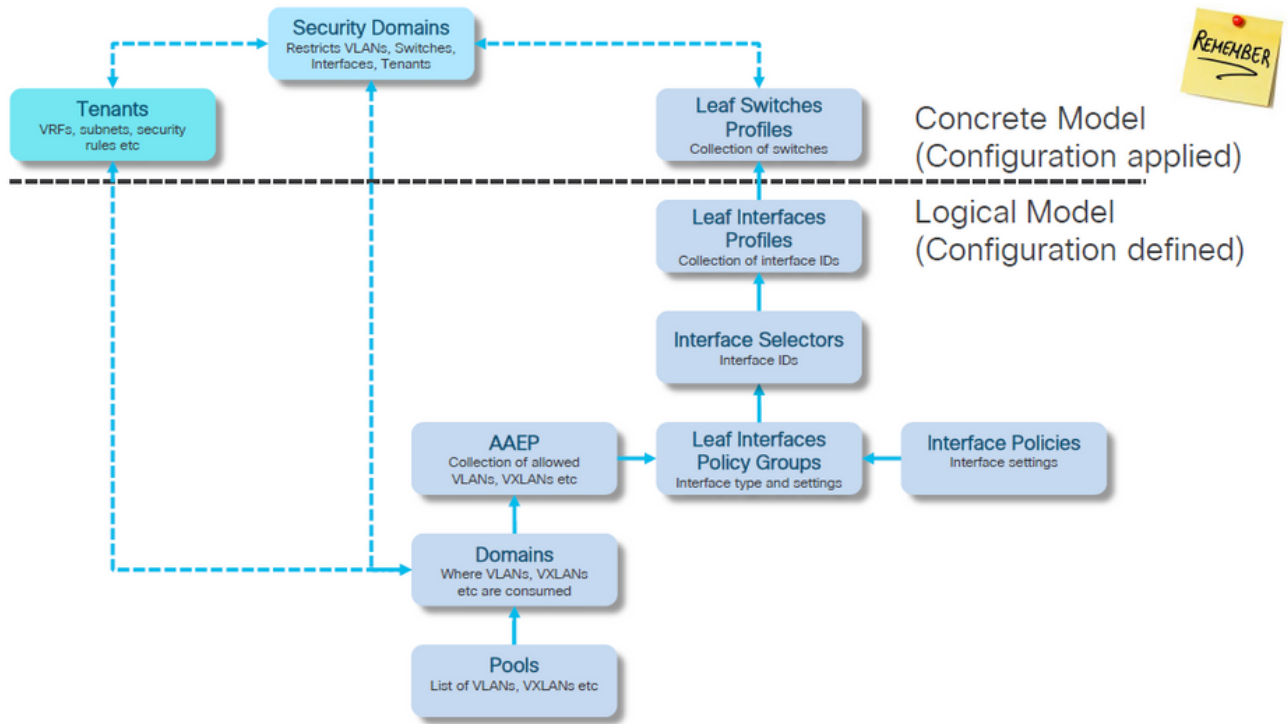 Security Domains
Restricts VLANs, Switches,
Interfaces, Tenants
REMEMBER
Tenants
VRFs, subnets, security
rules etc
Leaf Switches
Profiles
Collection of switches
Concrete Model
(Configuration applied)
Leaf Interfaces
Profiles
Collection of interface IDs
Logical Model
(Configuration defined)
Interface Selectors
Interface IDs
AAEP
Collection of allowed
VLANs, VXLANs etc
Leaf Interfaces
Policy Groups
Interface type and settings
Interface Policies
Interface settings
Domains
Where VLANs, VXLANs
etc are consumed
Pools
List of VLANs, VXLANs etc